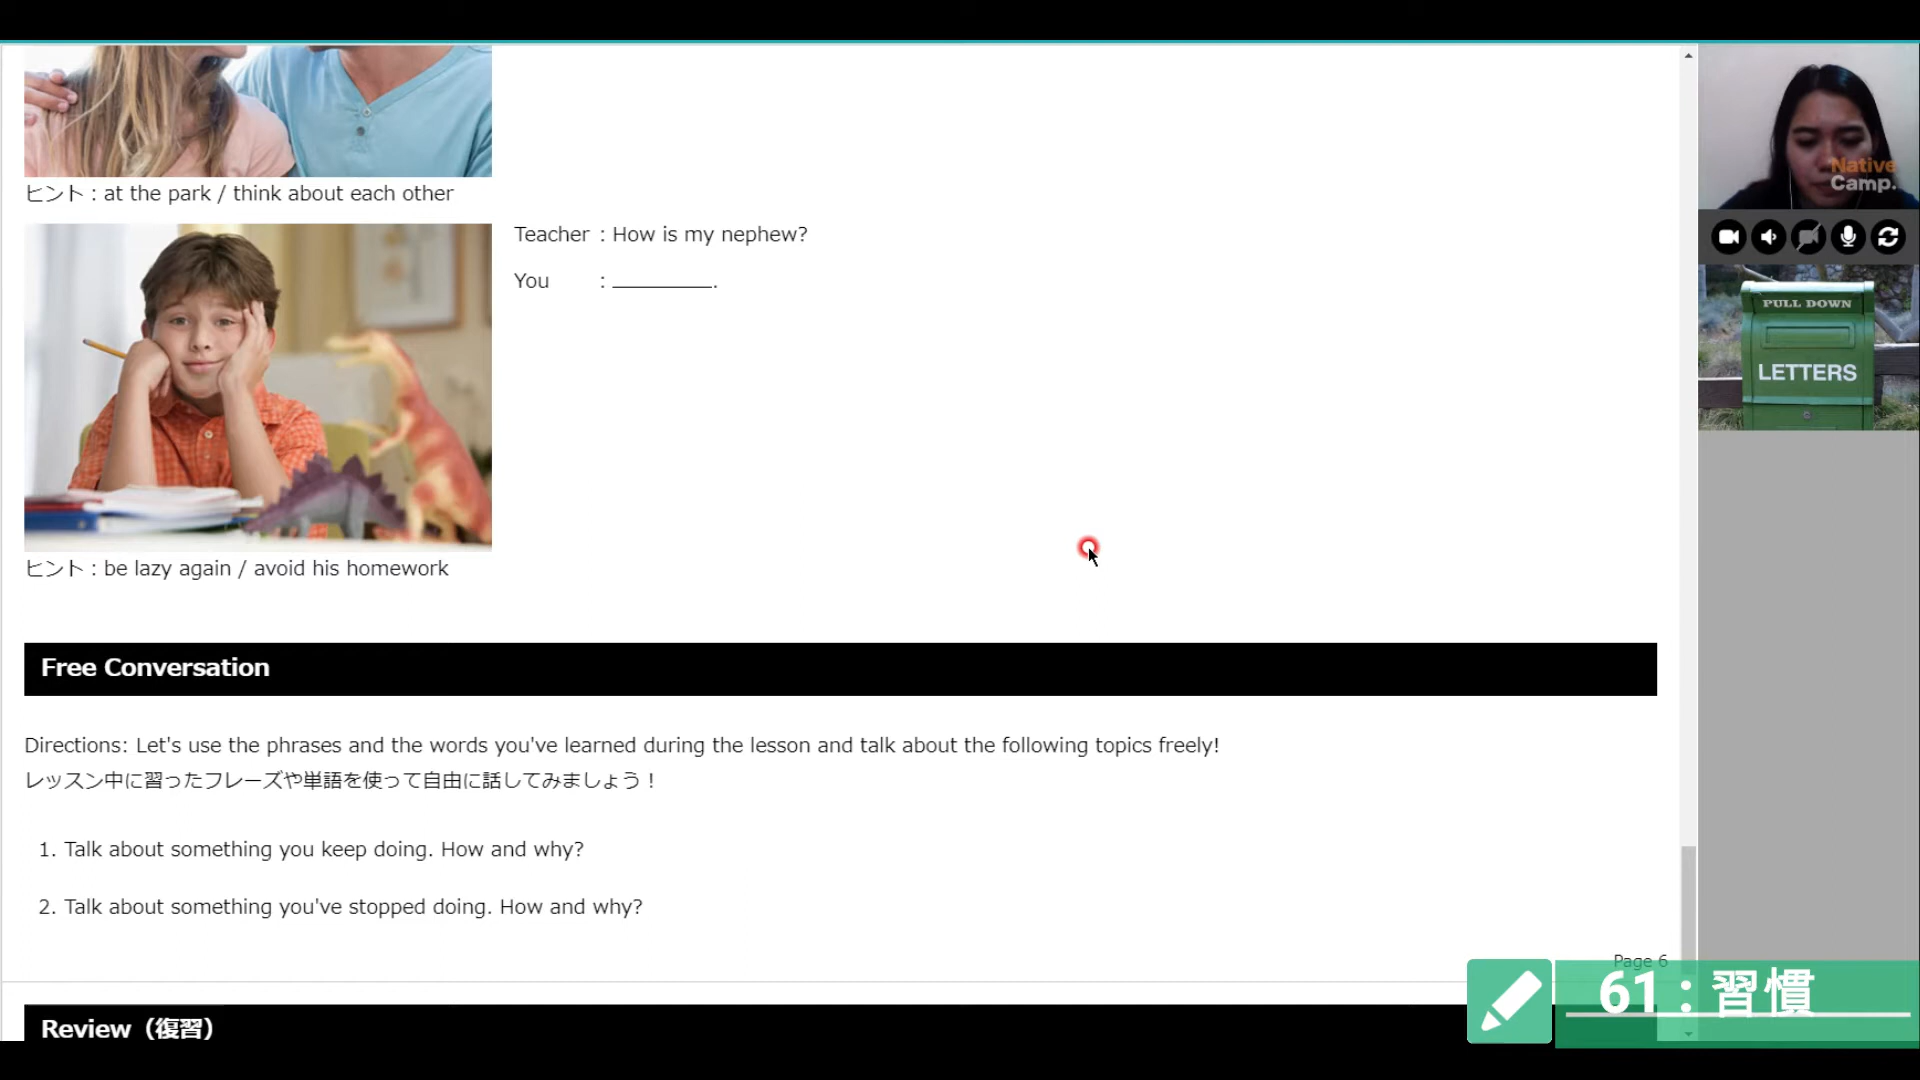 Native
Camp.
ヒント : at the park / think about each other
Teacher : How is my nephew?
You : ________.
PULL DOWN
LETTERS
ヒント : be lazy again / avoid his homework
Free Conversation
Directions: Let's use the phrases and the words you've learned during the lesson and talk about the following topics freely!
レッスン中に習ったフレーズや単語を使って自由に話してみましょう！
1. Talk about something you keep doing. How and why?
2. Talk about something you've stopped doing. How and why?
Page 6
61：習慣
Review（復習）